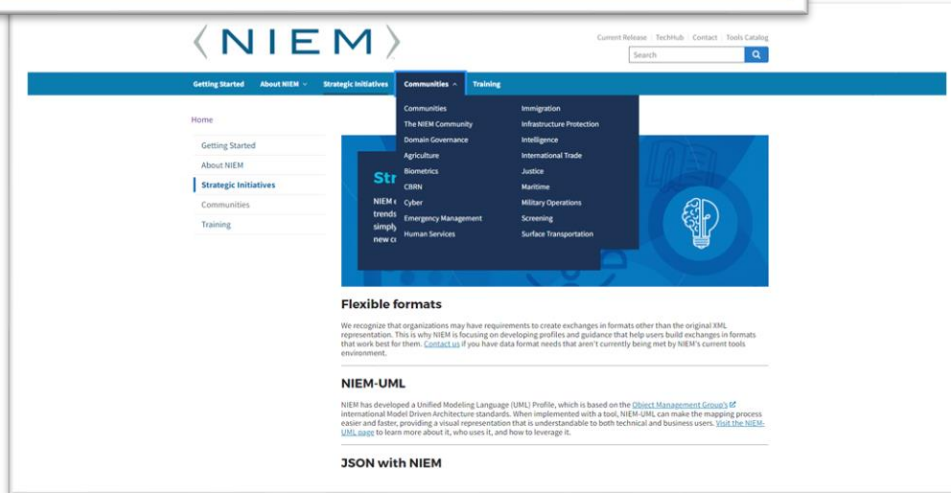 NIEM
Current Release TechHub Contact Tools Catalog
Search
Getting Started About NIEM Strategic Initiatives Communities Training
Home
Getting Started
About NIEM
Strategic Initiatives
Communities
Training
Communities
The NIEM Community
Domain Governance
Agriculture
Biometrics
CBRN
Cyber
Emergency Management
Human Services
Immigration
Infrastructure Protection
Intelligence
International Trade
Justice
Maritime
Military Operations
Screening
Surface Transportation
Str
NIEM
trends
simply
new
Flexible formats
We recognize that organizations may have requirements to create exchanges in formats other than the original XML
representation. This is why NIEM is focusing on developing profiles and guidance that help users build exchanges in formats
that work best for them. Contact us if you have data format needs that aren't currently being met by NIEM's current tools
environment.
NIEM-UML
NIEM has developed a Unified Modeling Language (UML) Profile, which is based on the Object Management Group's
international Model Driven Architecture standards. When implemented with a tool, NIEM-UML can make the mapping process
easier and faster, providing a visual representation that is understandable to both technical and business users. Visit the NIEM-
UML page to learn more about it, who uses it, and how to leverage it.
JSON with NIEM